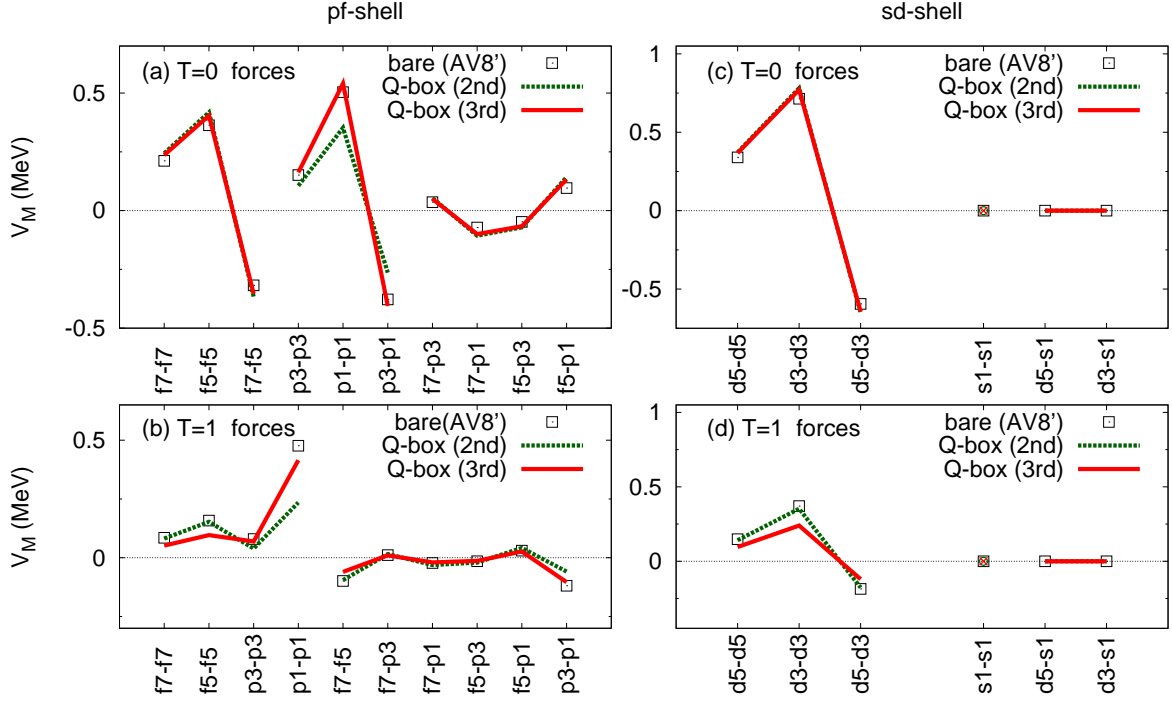 pf-shell
sd-shell
(a) T=0 forces
bare (AV8')
Q-box (2nd)
Q-box (3rd)
V_M (MeV)
0.5
0
-0.5
f7-f7
f5-f5
f7-f5
p3-p3
p1-p1
p3-p1
f7-p3
f7-p1
f5-p3
f5-p1
(c) T=0 forces
bare (AV8')
Q-box (2nd)
Q-box (3rd)
1
0.5
0
-0.5
d5-d5
d3-d3
d5-d3
s1-s1
d5-s1
d3-s1
(b) T=1 forces
bare(AV8')
Q-box (2nd)
Q-box (3rd)
V_M (MeV)
0.5
0
f7-f7
f5-f5
p3-p3
p1-p1
f7-f5
f7-p3
f7-p1
f5-p3
f5-p1
p3-p1
(d) T=1 forces
bare (AV8')
Q-box (2nd)
Q-box (3rd)
1
0.5
0
d5-d5
d3-d3
d5-d3
s1-s1
d5-s1
d3-s1